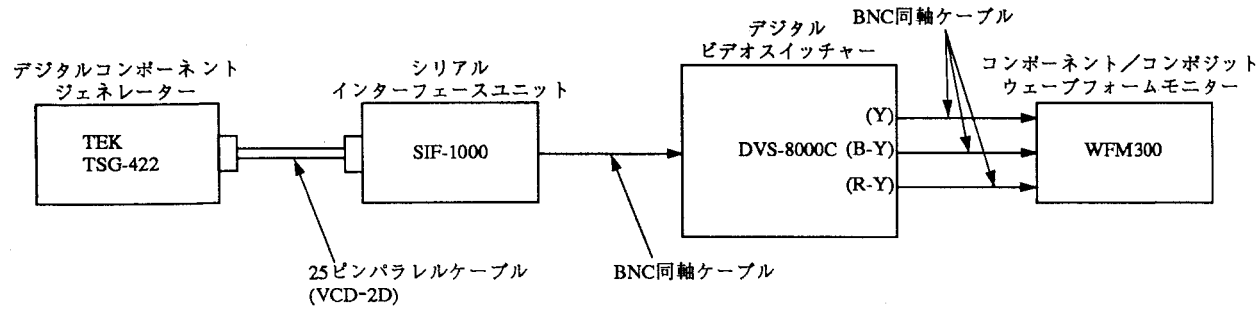 デジタルコンポーネント
ジェネレーター
TEK
TSG-422
25ピンパラレルケーブル
(VCD-2D)
シリアル
インターフェースユニット
SIF-1000
BNC同軸ケーブル
デジタル
ビデオスイッチャー
DVS-8000C
(Y)
(B-Y)
(R-Y)
BNC同軸ケーブル
コンポーネント／コンポジット
ウェーブフォームモニター
WFM300